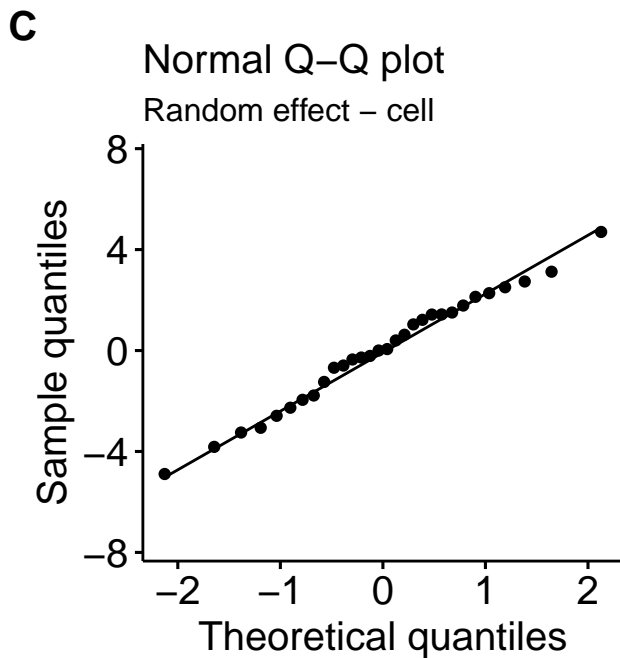 C
Normal Q−Q plot
Random effect − cell
8
4
0
−4
−8
Sample quantiles
−2 −1 0 1 2
Theoretical quantiles